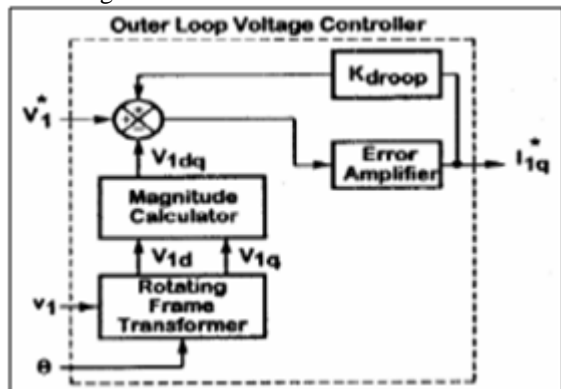 Outer Loop Voltage Controller
Kdroop
V1*
Error
Amplifier
I1q*
V1dq
Magnitude
Calculator
V1d
V1q
v1
Rotating
Frame
Transformer
θ